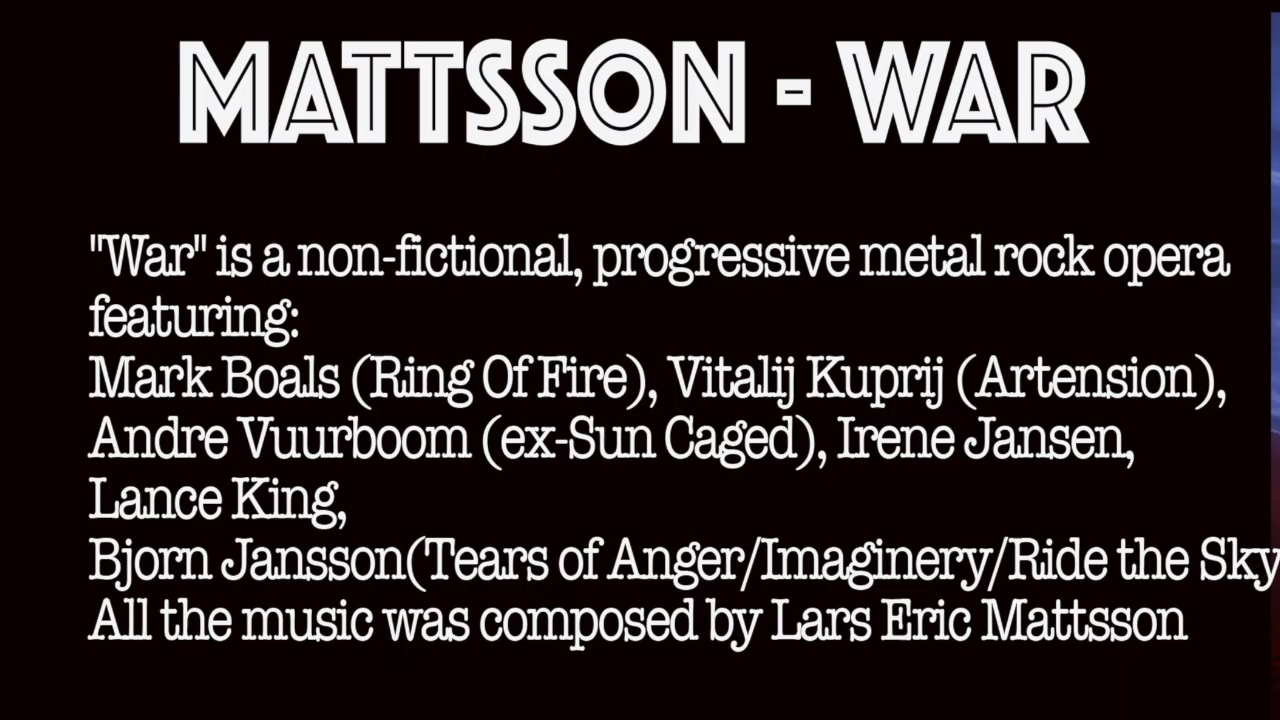 MATTSSON - WAR
"War" is a non-fictional, progressive metal rock opera
featuring:
Mark Boals (Ring Of Fire), Vitalij Kuprij (Artension),
Andre Vuurboom (ex-Sun Caged), Irene Jansen,
Lance King,
Bjorn Jansson(Tears of Anger/Imaginery/Ride the Sky
All the music was composed by Lars Eric Mattsson